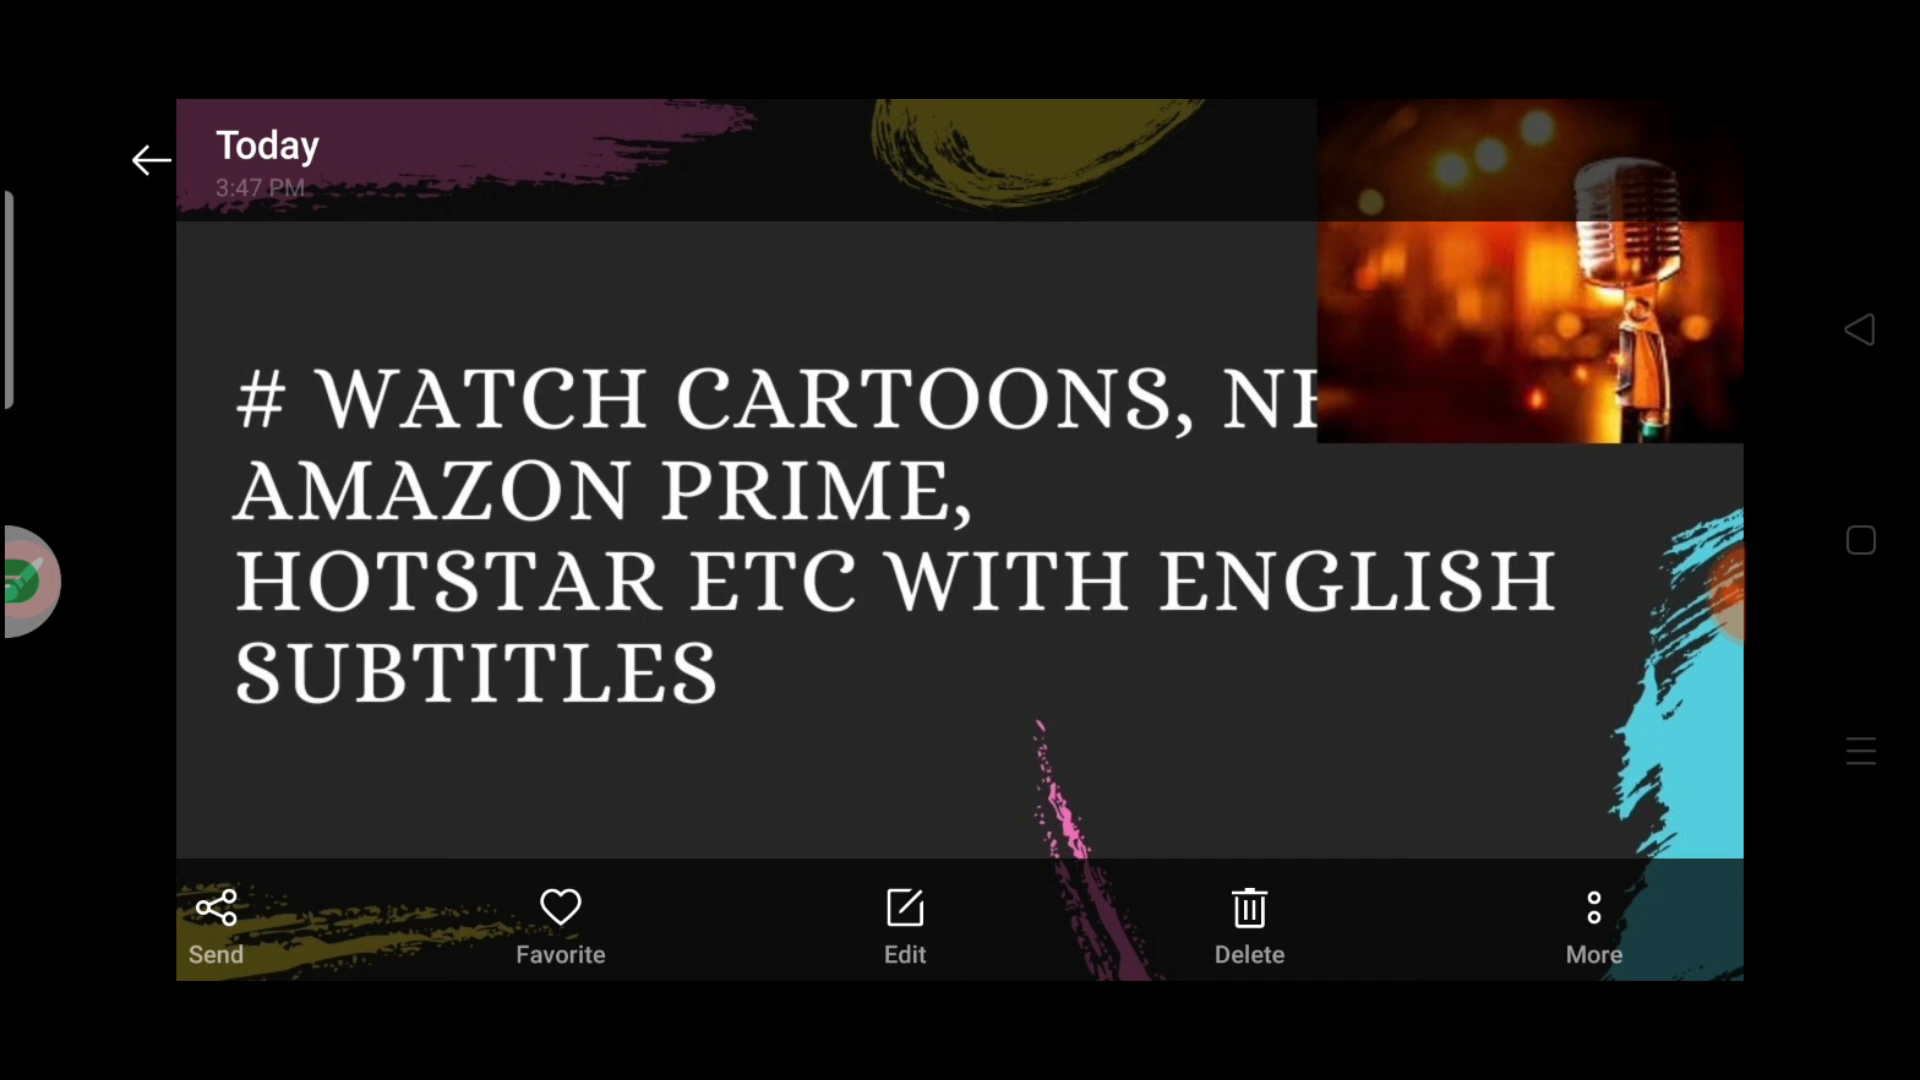 Today
3:47 PM
# WATCH CARTOONS,
AMAZON PRIME,
HOTSTAR ETC WITH ENGLISH
SUBTITLES
Send
Favorite
Edit
Delete
More